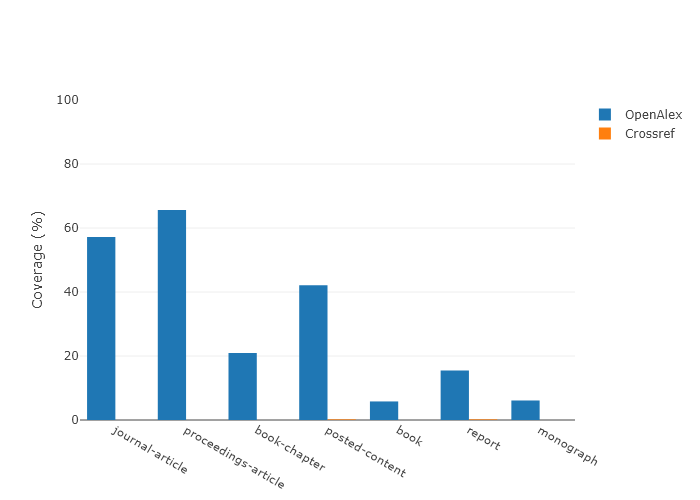 100
80
60
40
20
0
Coverage (%)
OpenAlex
Crossref
journal-article
proceedings-article
book-chapter
posted-content
book
report
monograph